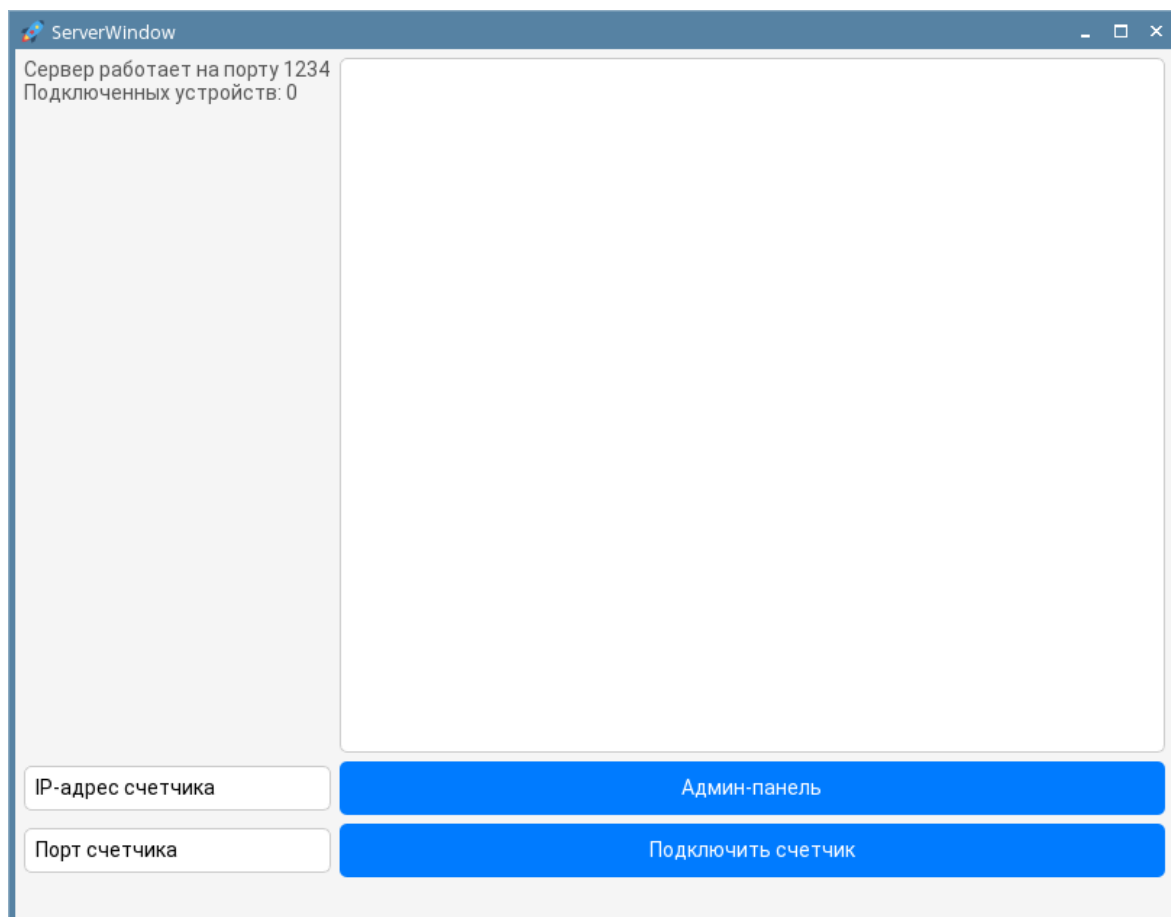 ServerWindow
Сервер работает на порту 1234
Подключенных устройств: 0
IP-адрес счетчика
Админ-панель
Порт счетчика
Подключить счетчик